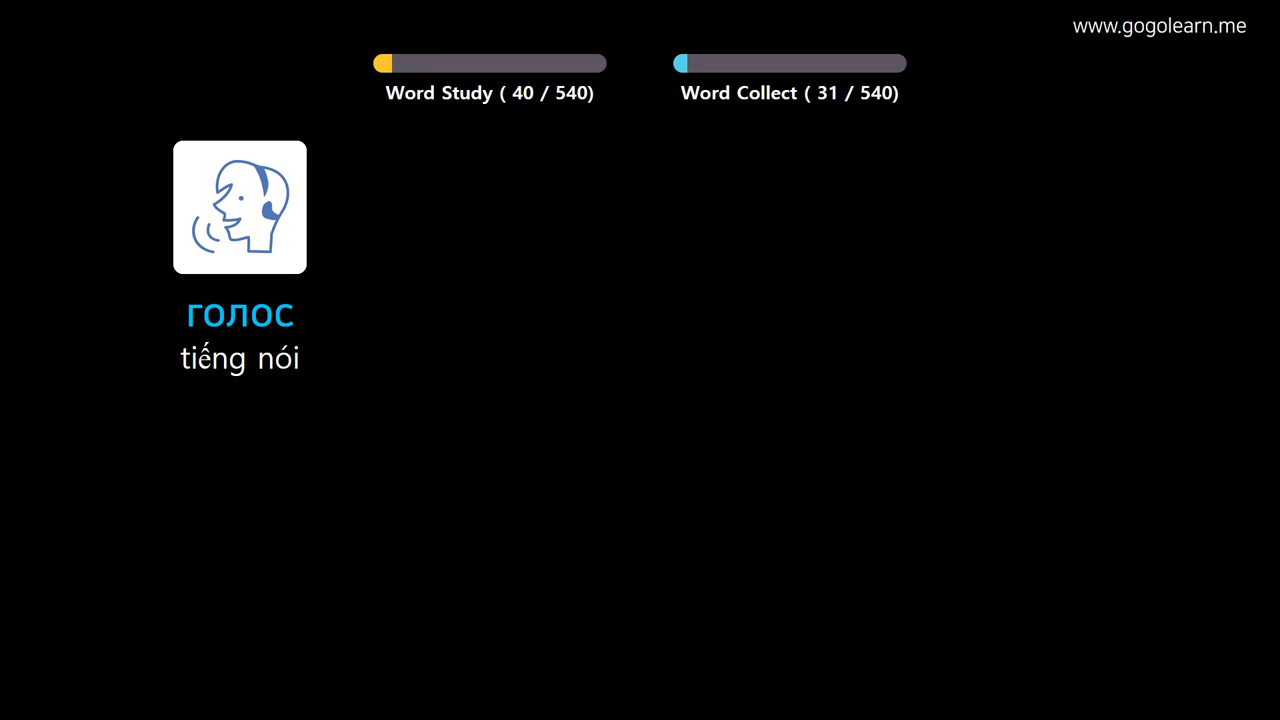 www.gogolearn.me
Word Study ( 40 / 540)
Word Collect ( 31 / 540)
голос
tiếng nói